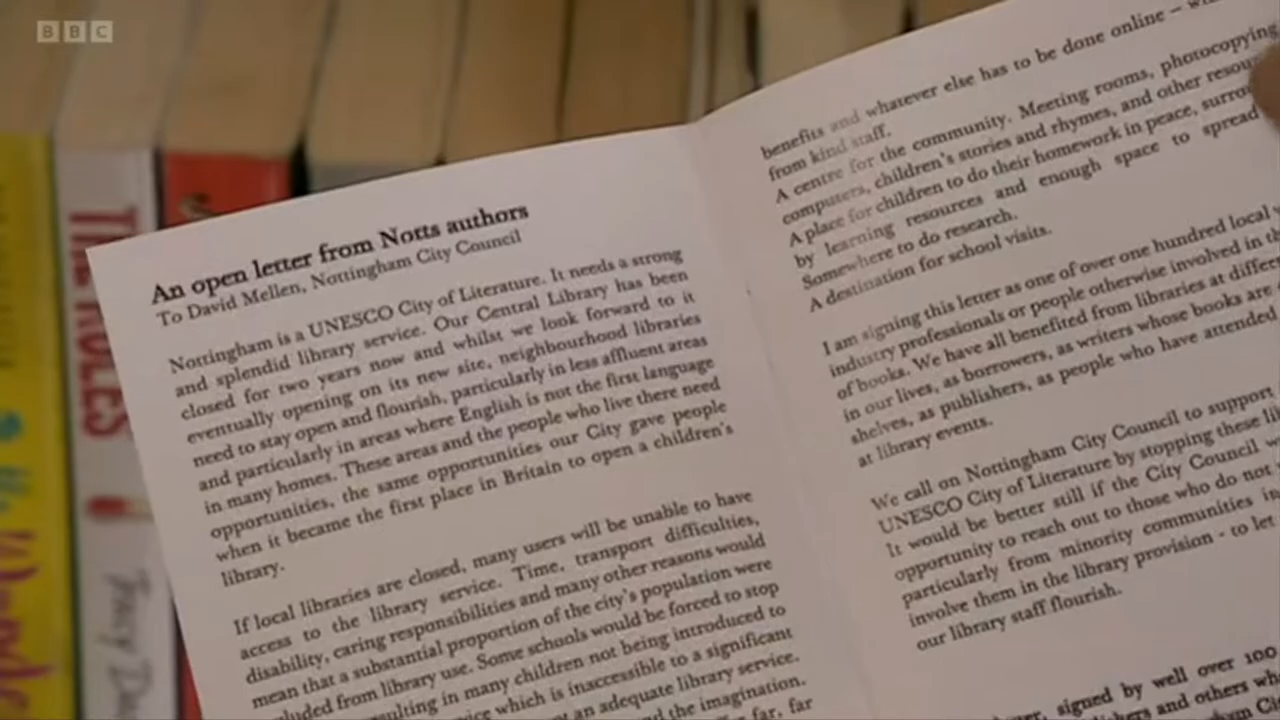 BBC
THE RULES
An open letter from Notts authors
To David Mellen, Nottingham City Council
Nottingham is a UNESCO City of Literature. It needs a strong
and splendid library service. Our Central Library has been
closed for two years now and whilst we look forward to it
eventually opening on its new site, neighbourhood libraries
need to stay open and flourish, particularly in less affluent areas
and particularly in areas where English is not the first language
in many homes. These areas and the people who live there need
opportunities, the same opportunities our City gave people
when it became the first place in Britain to open a children's
library.
If local libraries are closed, many users will be unable to have
access to the library service. Time, transport difficulties,
disability, caring responsibilities and many other reasons would
mean that a substantial proportion of the city's population were
from library use. Some schools would be forced to stop
in many children not being introduced to
which is inaccessible to a significant
an adequate library service.
the imagination.
far, far
benefits and whatever else has to be done online –
from kind staff.
A centre for the community. Meeting rooms, photocopying
computers, children's stories and rhymes, and other
A place for children to do their homework in peace,
by learning resources and enough space to spread
Somewhere to do research.
A destination for school visits.
I am signing this letter as one of over one hundred local
industry professionals or people otherwise involved in
of books. We have all benefited from libraries at
in our lives, as borrowers, as writers whose books are
shelves, as publishers, as people who have attended
at library events.
We call on Nottingham City Council to support
UNESCO City of Literature by stopping these
It would be better still if the City Council
opportunity to reach out to those who do not
particularly from minority communities
involve them in the library provision - to let
our library staff flourish.
signed by well over 100
and others